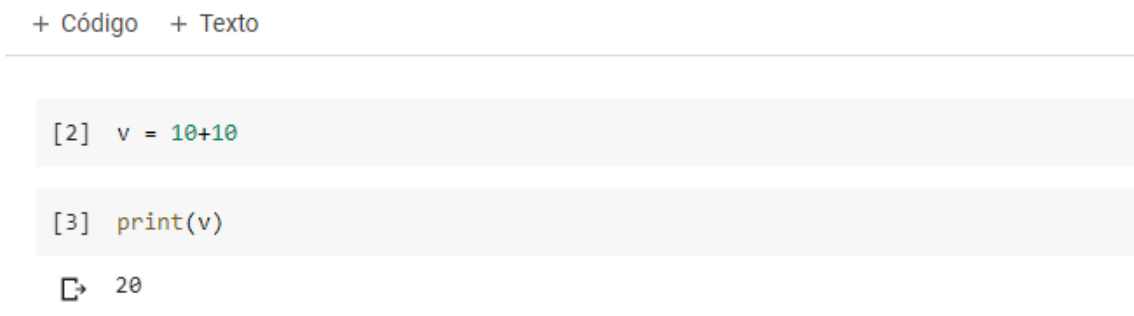 + Código + Texto
[2] v = 10+10
[3] print(v)
20